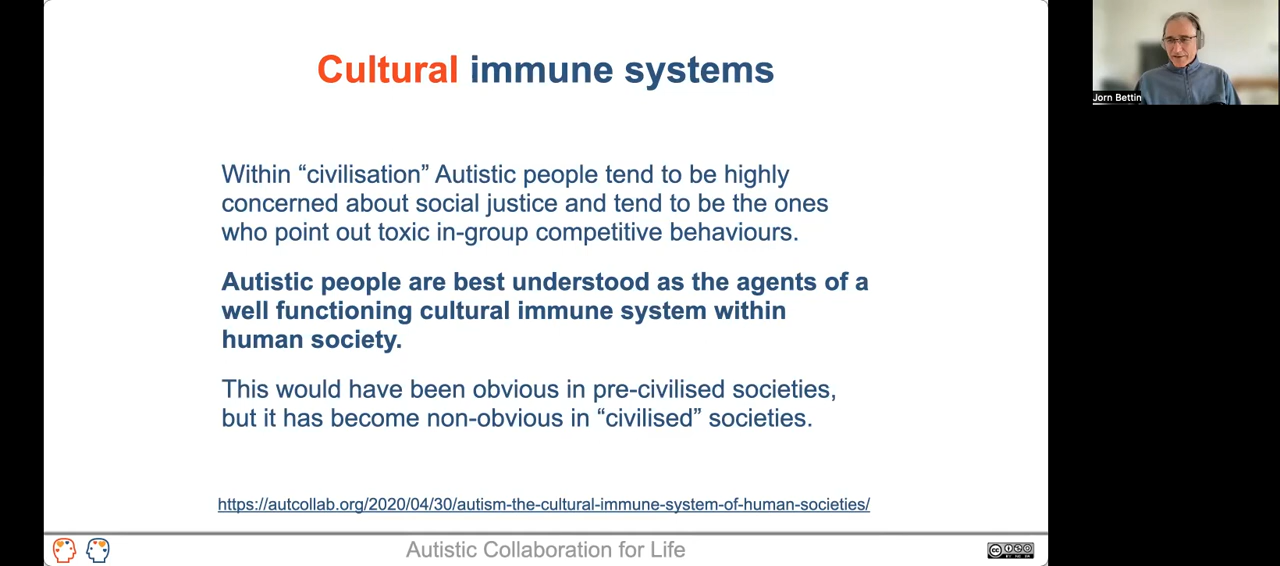 Cultural immune systems
Jorn Bettin
Within “civilisation” Autistic people tend to be highly
concerned about social justice and tend to be the ones
who point out toxic in-group competitive behaviours.
Autistic people are best understood as the agents of a
well functioning cultural immune system within
human society.
This would have been obvious in pre-civilised societies,
but it has become non-obvious in “civilised” societies.
https://autcollab.org/2020/04/30/autism-the-cultural-immune-system-of-human-societies/
Autistic Collaboration for Life